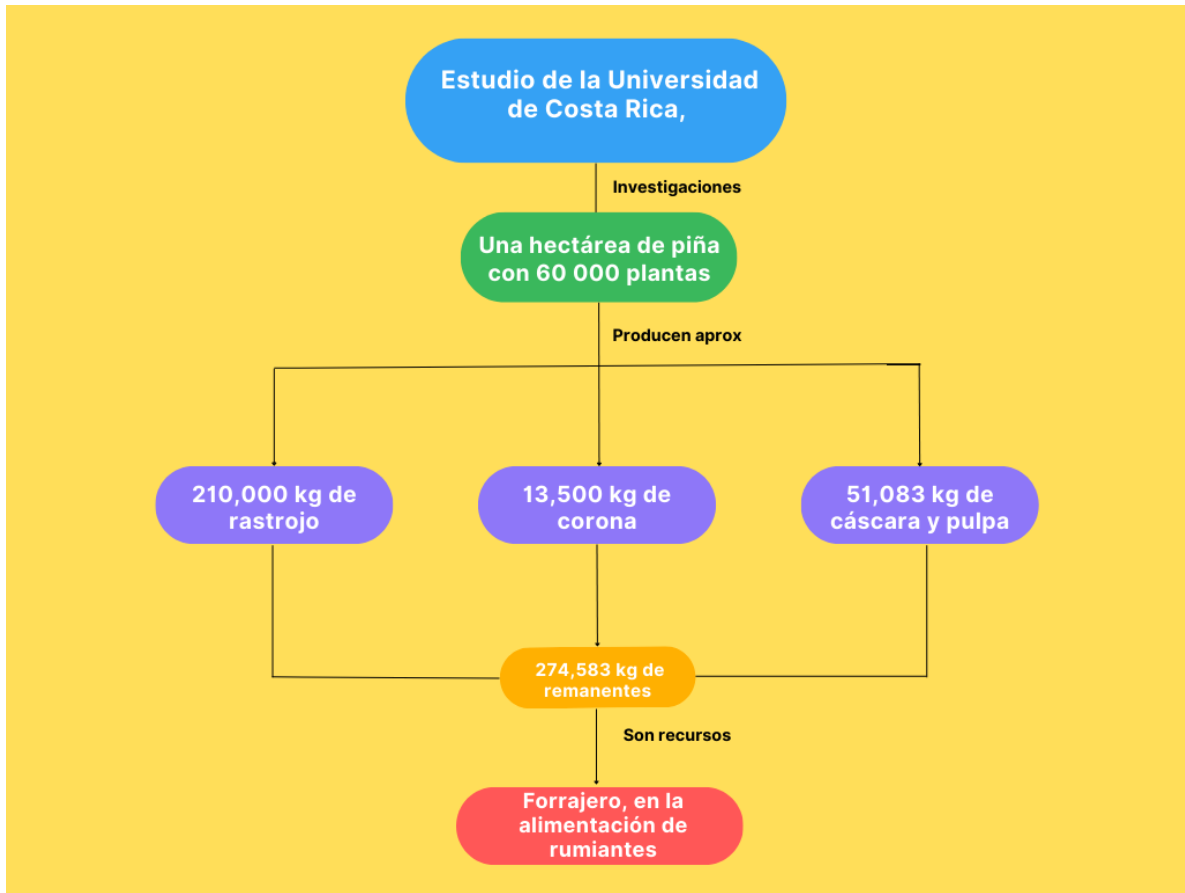 Estudio de la Universidad
de Costa Rica,
Investigaciones
Una hectárea de piña
con 60 000 plantas
Producen aprox
210,000 kg de
rastrojo
13,500 kg de
corona
51,083 kg de
cáscara y pulpa
274,583 kg de
remanentes
Son recursos
Forrajero, en la
alimentación de
rumiantes